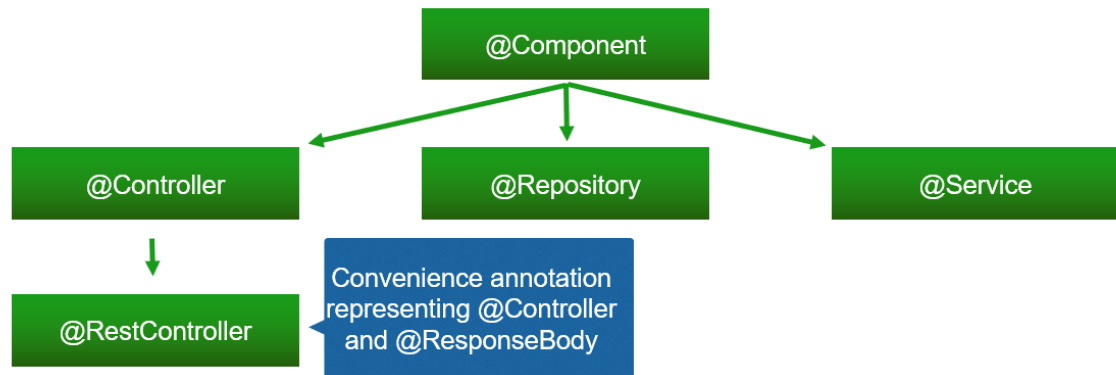 @Component
@Controller
@Repository
@Service
Convenience annotation
representing @Controller
and @ResponseBody
@RestController